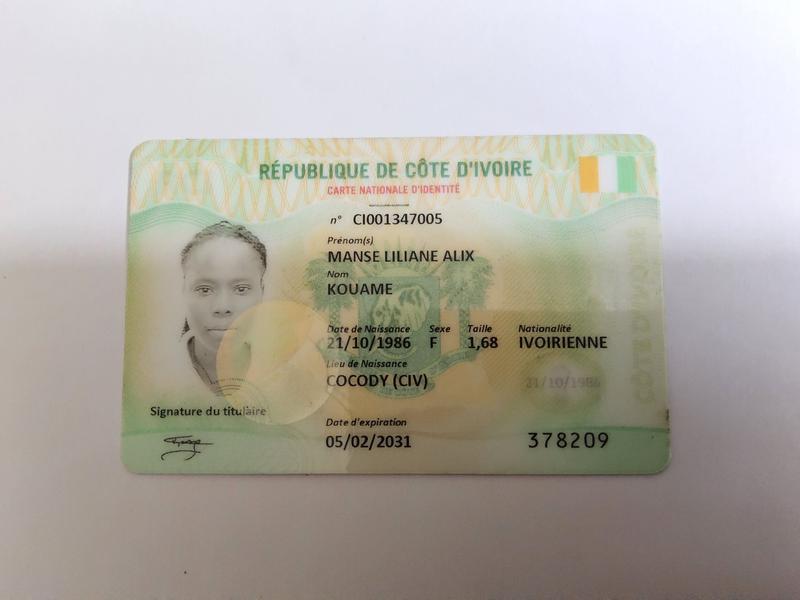 RÉPUBLIQUE DE CÔTE D'IVOIRE
CARTE NATIONALE D'IDENTITÉ
n° CI001347005
Prénom(s)
MANSE LILIANE ALIX
Nom
KOUAME
Date de Naissance Sexe Taille Nationalité
21/10/1986 F 1,68 IVOIRIENNE
Lieu de Naissance
COCODY (CIV)
21/10/1986
Signature du titulaire
Date d'expiration
05/02/2031
378209